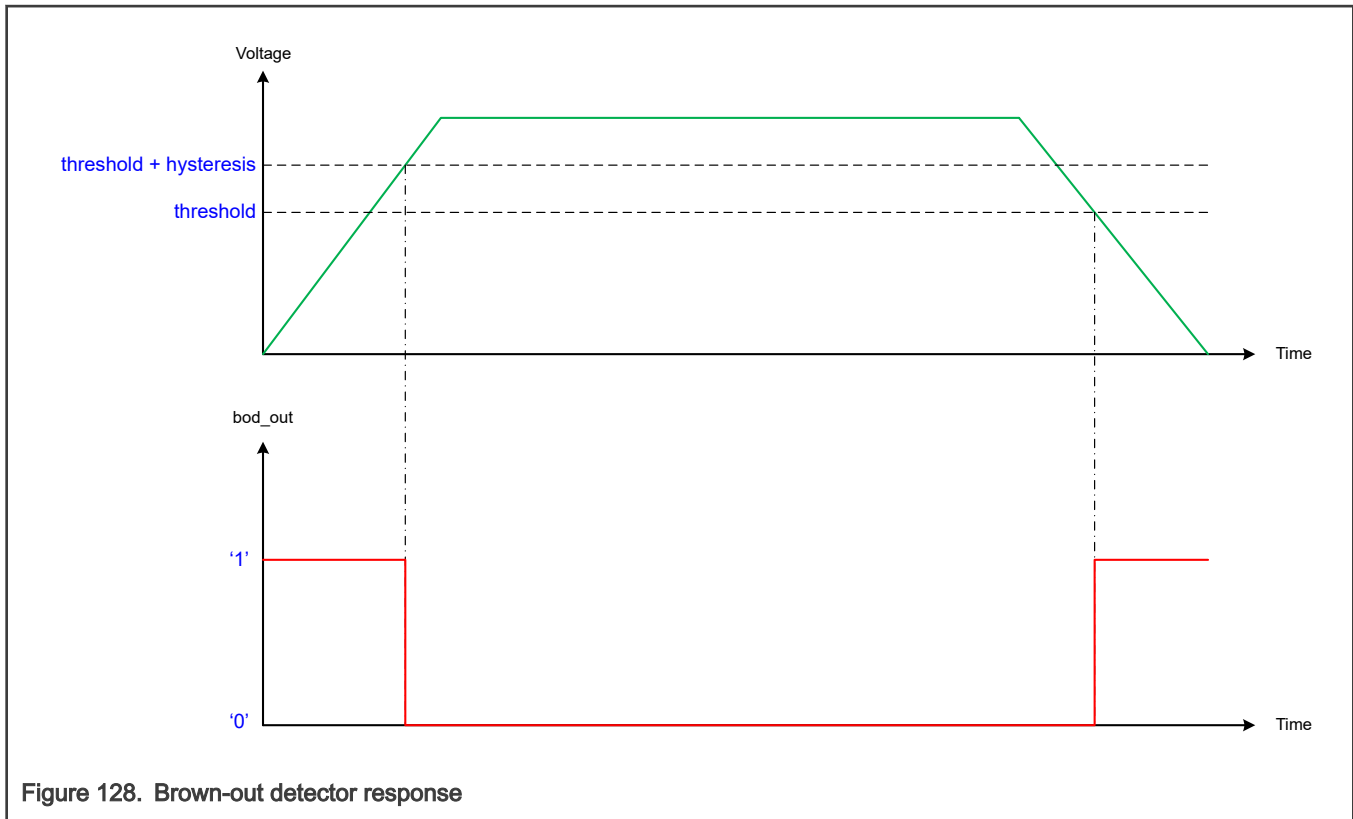 Voltage
threshold + hysteresis
threshold
Time
bod_out
‘1’
‘0’
Time
Figure 128. Brown-out detector response